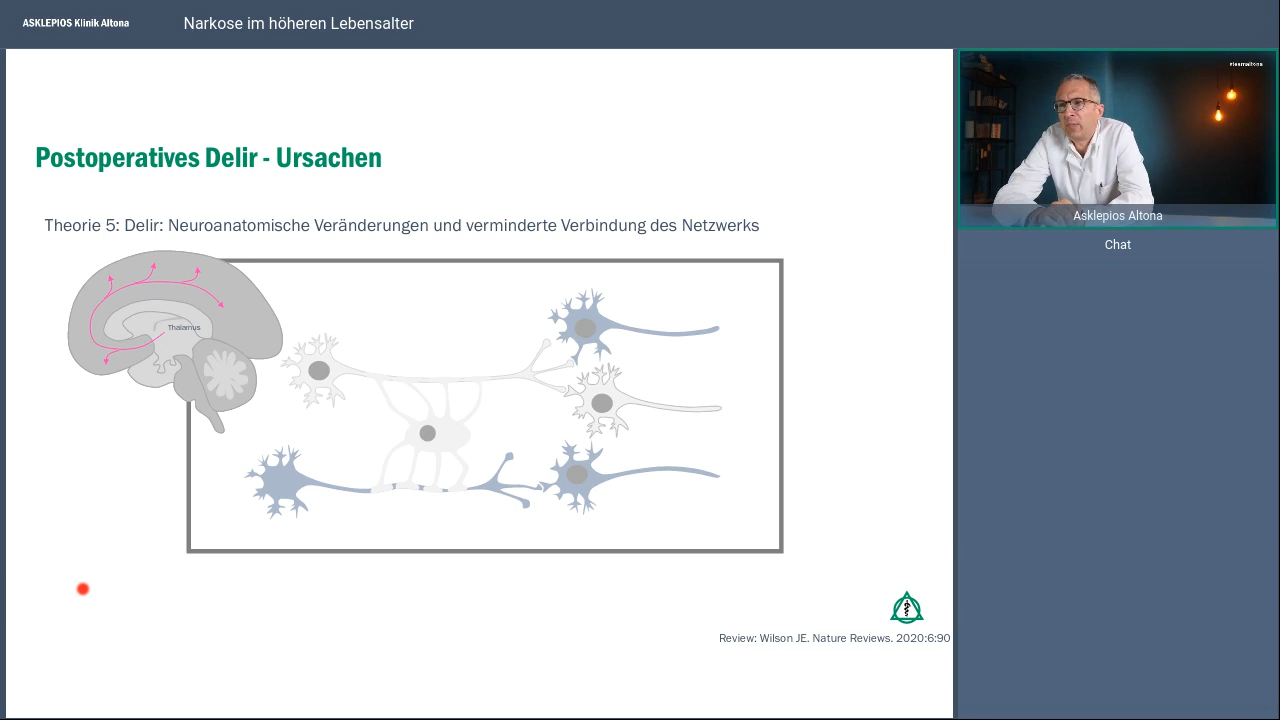 ASKLEPIOS Klinik Altona
Narkose im höheren Lebensalter
#teamaltona
Postoperatives Delir - Ursachen
Theorie 5: Delir: Neuroanatomische Veränderungen und verminderte Verbindung des Netzwerks
Thalamus
Asklepios Altona
Chat
Review: Wilson JE. Nature Reviews. 2020:6:90